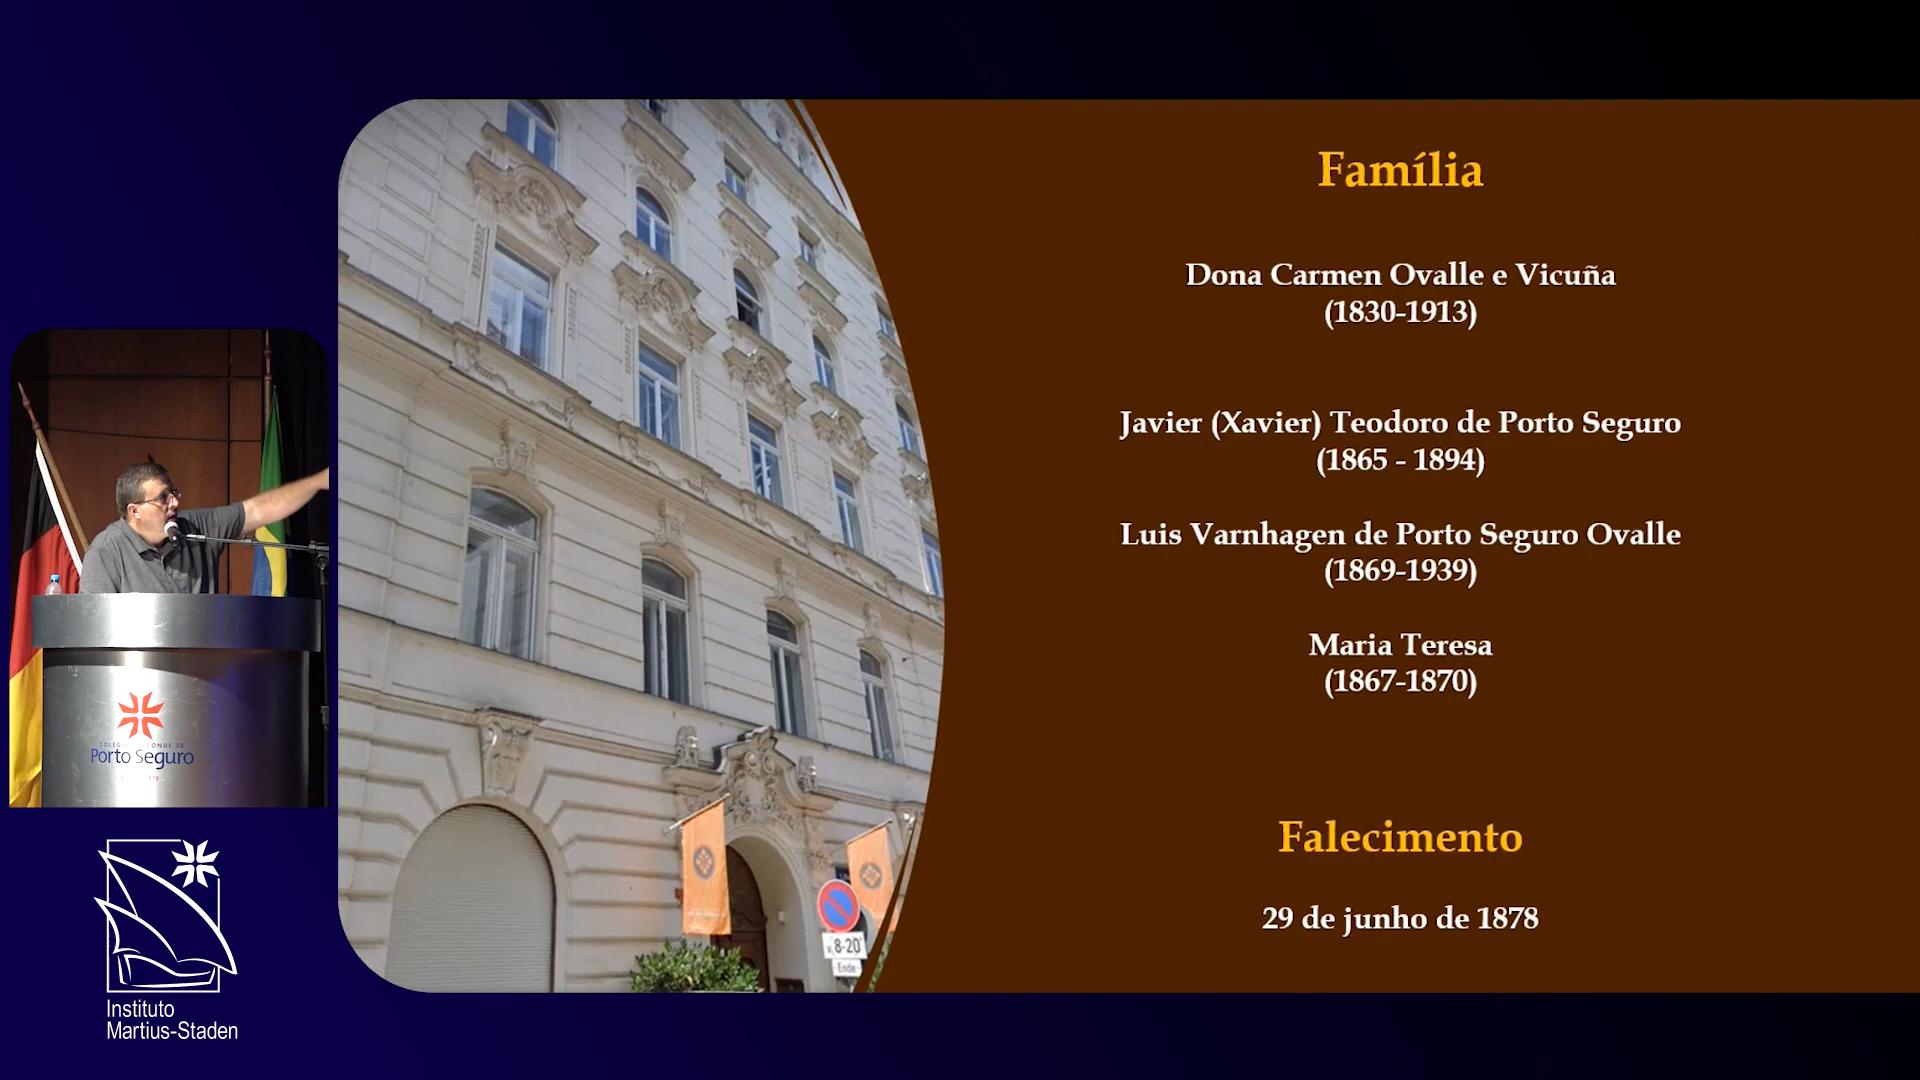 Família
Dona Carmen Ovalle e Vicuña
(1830-1913)
Javier (Xavier) Teodoro de Porto Seguro
(1865 - 1894)
Luis Varnhagen de Porto Seguro Ovalle
(1869-1939)
Maria Teresa
(1867-1870)
Falecimento
29 de junho de 1878
8-20
Ende
Porto Seguro
Instituto
Martius-Staden